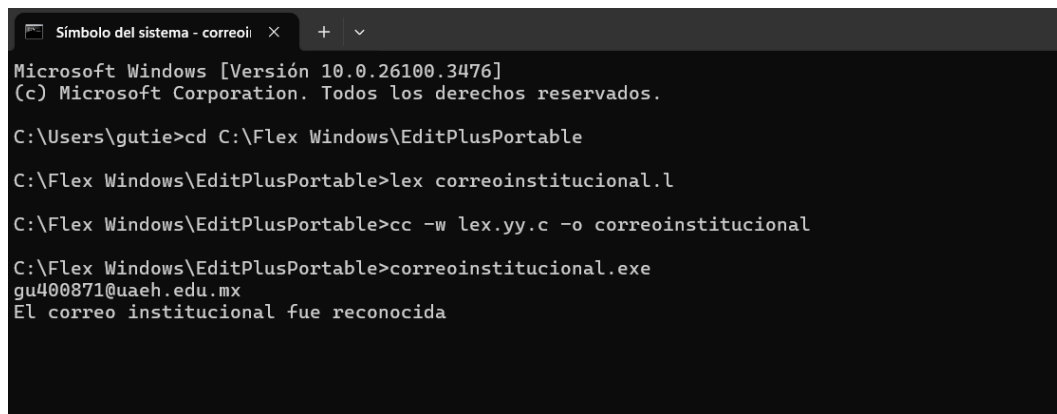 Símbolo del sistema - correoi
Microsoft Windows [Versión 10.0.26100.3476]
(c) Microsoft Corporation. Todos los derechos reservados.
C:\Users\gutie>cd C:\Flex Windows\EditPlusPortable
C:\Flex Windows\EditPlusPortable>lex correoinstitucional.l
C:\Flex Windows\EditPlusPortable>cc -w lex.yy.c -o correoinstitucional
C:\Flex Windows\EditPlusPortable>correoinstitucional.exe
gu400871@uaeh.edu.mx
El correo institucional fue reconocida